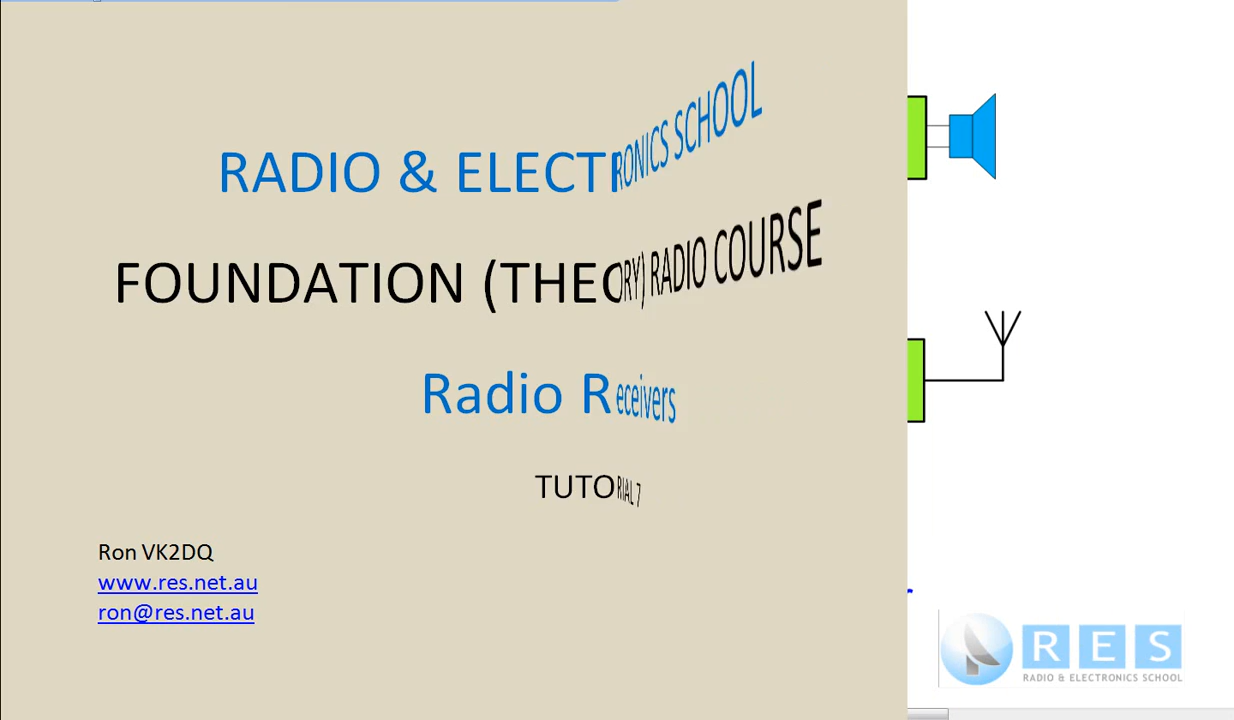 RADIO & ELECTRONICS SCHOOL
FOUNDATION (THEORY) RADIO COURSE
Radio Receivers
TUTORIAL 7
Ron VK2DQ
www.res.net.au
ron@res.net.au
RES
RADIO & ELECTRONICS SCHOOL